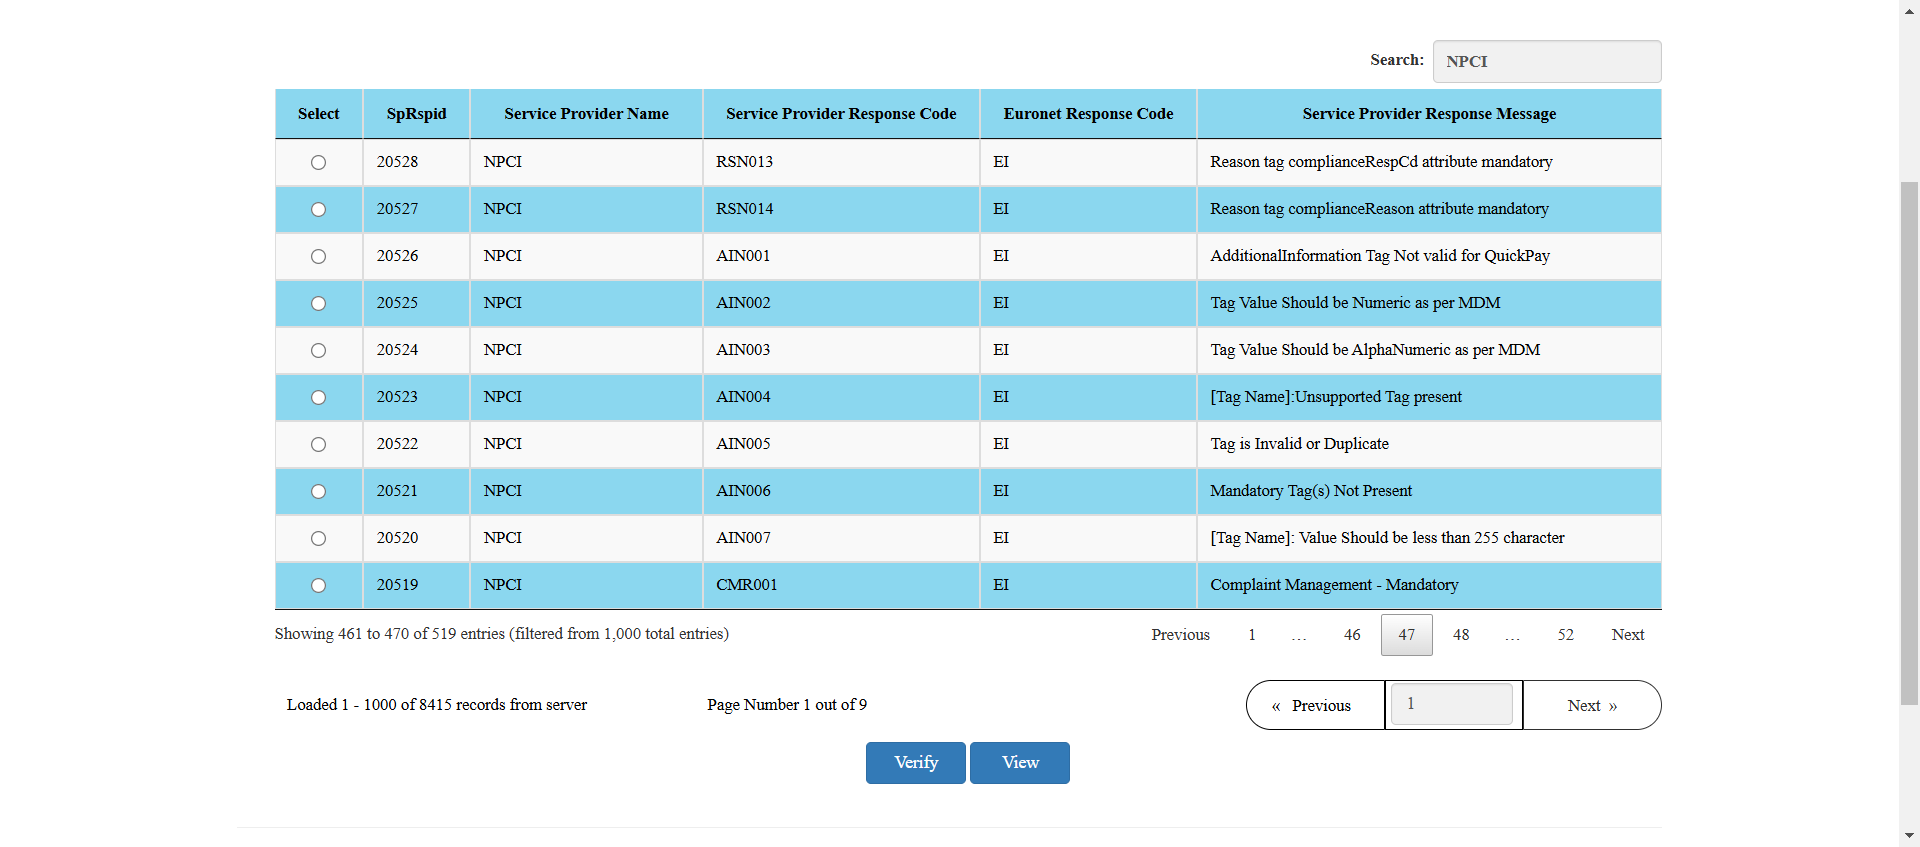 Search: NPCI
Select SpRspid Service Provider Name Service Provider Response Code Euronet Response Code Service Provider Response Message
20528 NPCI RSN013 EI Reason tag complianceRespCd attribute mandatory
20527 NPCI RSN014 EI Reason tag complianceReason attribute mandatory
20526 NPCI AIN001 EI AdditionalInformation Tag Not valid for QuickPay
20525 NPCI AIN002 EI Tag Value Should be Numeric as per MDM
20524 NPCI AIN003 EI Tag Value Should be AlphaNumeric as per MDM
20523 NPCI AIN004 EI [Tag Name]:Unsupported Tag present
20522 NPCI AIN005 EI Tag is Invalid or Duplicate
20521 NPCI AIN006 EI Mandatory Tag(s) Not Present
20520 NPCI AIN007 EI [Tag Name]: Value Should be less than 255 character
20519 NPCI CMR001 EI Complaint Management - Mandatory
Showing 461 to 470 of 519 entries (filtered from 1,000 total entries) Previous 1 … 46 47 48 … 52 Next
Loaded 1 - 1000 of 8415 records from server Page Number 1 out of 9 « Previous 1 Next »
Verify View